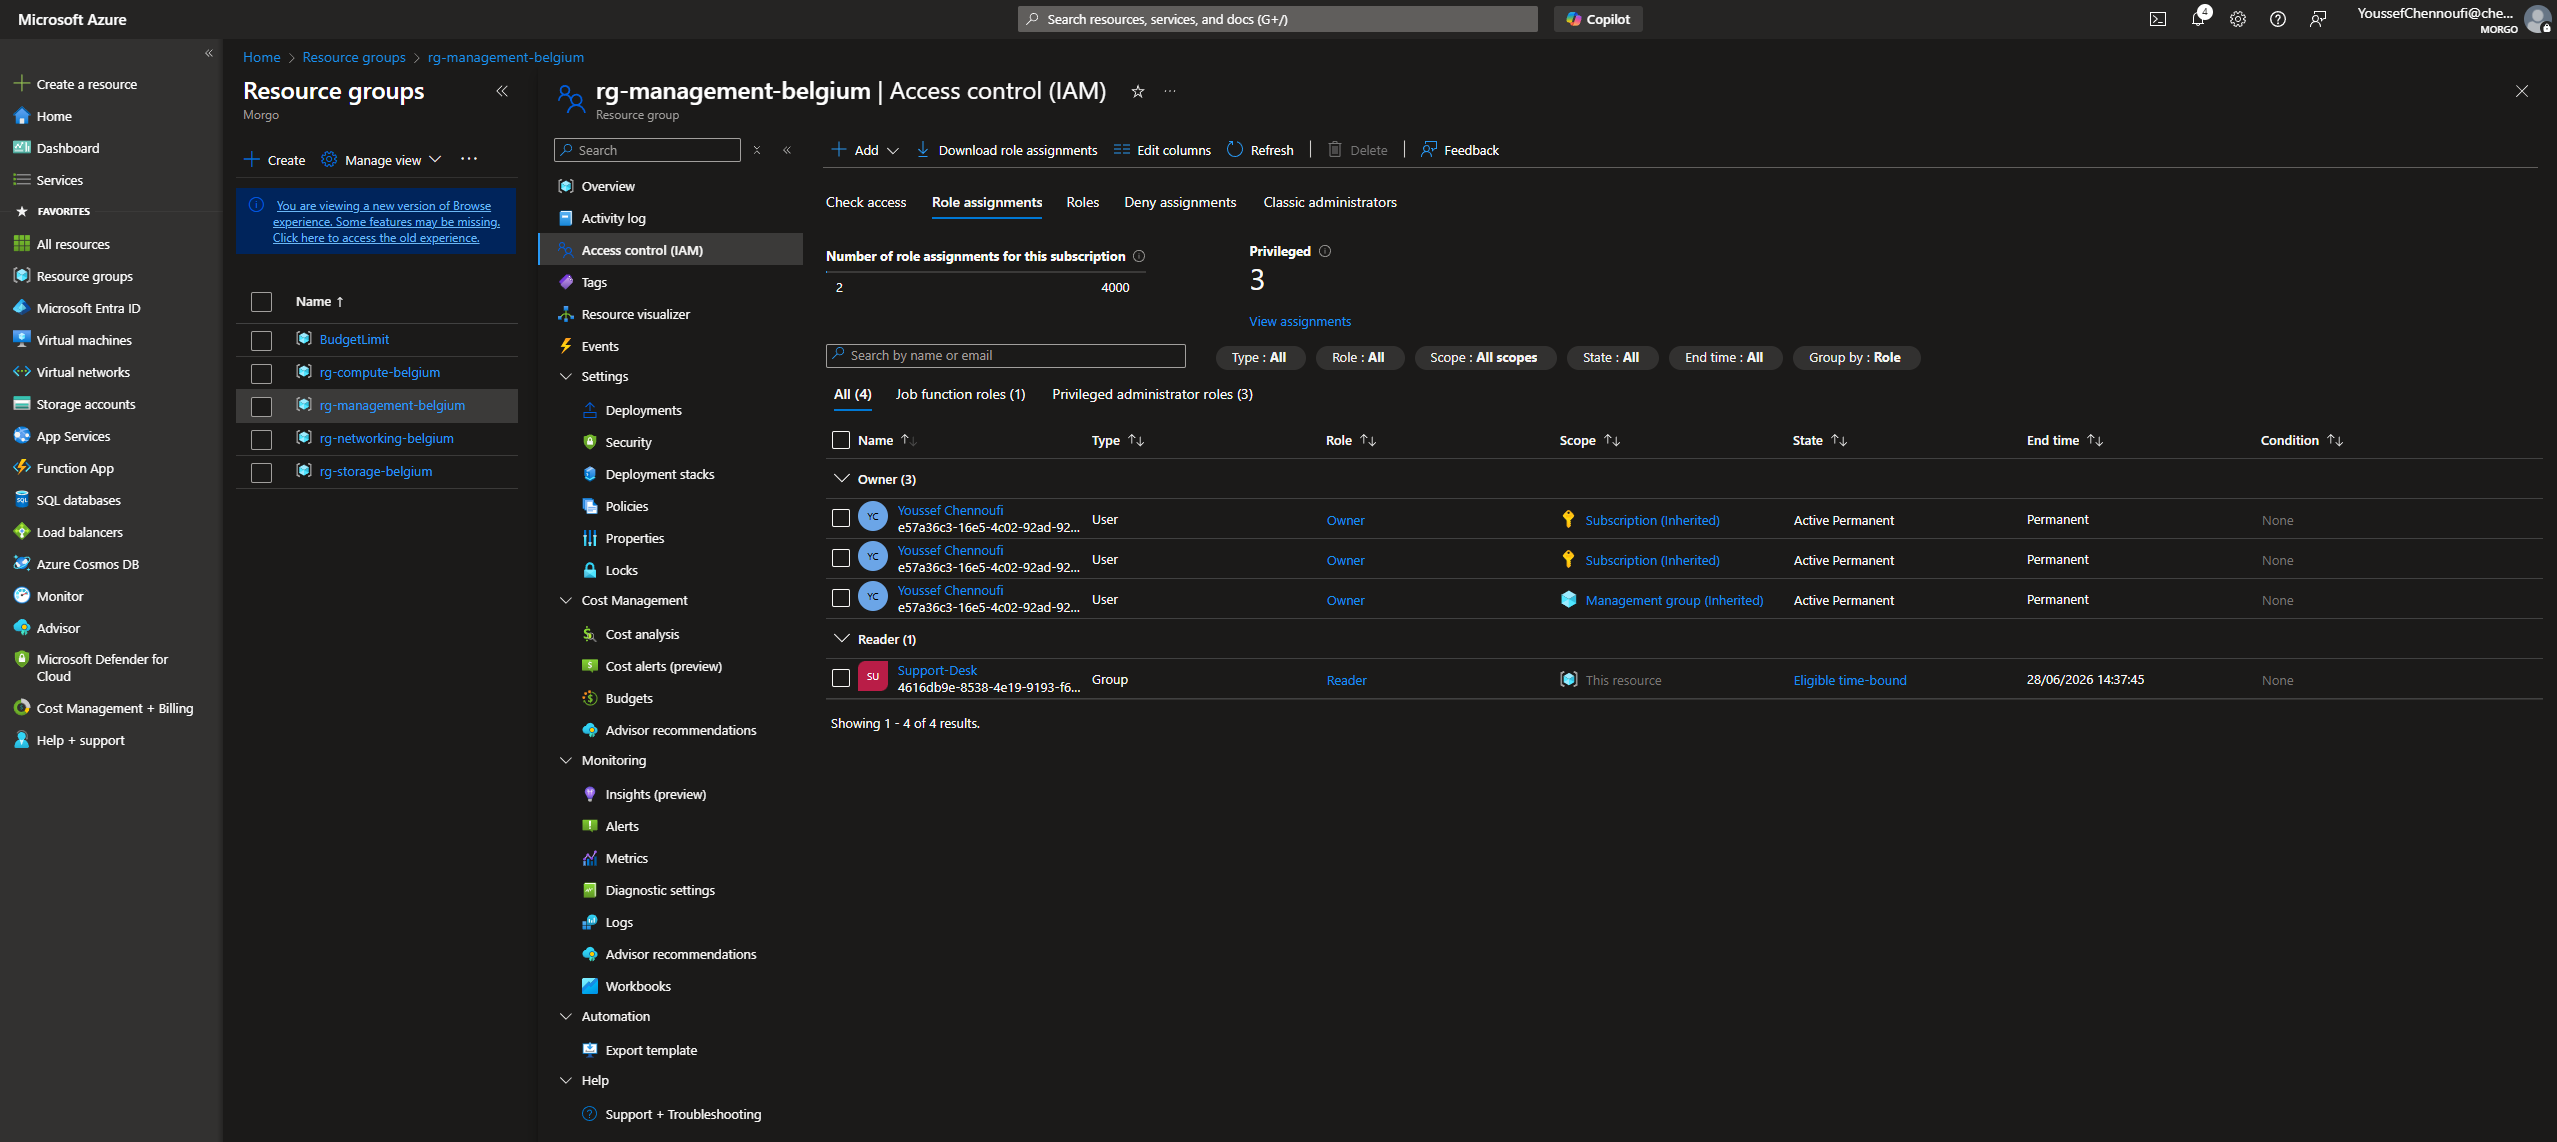 Microsoft Azure
Search resources, services, and docs (G+/)
Copilot
4
YoussefChennoufi@che...
MORGO
Create a resource
Home
Dashboard
Services
FAVORITES
All resources
Resource groups
Microsoft Entra ID
Virtual machines
Virtual networks
Storage accounts
App Services
Function App
SQL databases
Load balancers
Azure Cosmos DB
Monitor
Advisor
Microsoft Defender for
Cloud
Cost Management + Billing
Help + support
Home > Resource groups > rg-management-belgium
Resource groups
Morgo
Create
Manage view
You are viewing a new version of Browse
experience. Some features may be missing.
Click here to access the old experience.
Name ↑
BudgetLimit
rg-compute-belgium
rg-management-belgium
rg-networking-belgium
rg-storage-belgium
rg-management-belgium | Access control (IAM)
Resource group
Search
Overview
Activity log
Access control (IAM)
Tags
Resource visualizer
Events
Settings
Deployments
Security
Deployment stacks
Policies
Properties
Locks
Cost Management
Cost analysis
Cost alerts (preview)
Budgets
Advisor recommendations
Monitoring
Insights (preview)
Alerts
Metrics
Diagnostic settings
Logs
Advisor recommendations
Workbooks
Automation
Export template
Help
Support + Troubleshooting
Add Download role assignments Edit columns Refresh | Delete | Feedback
Check access Role assignments Roles Deny assignments Classic administrators
Number of role assignments for this subscription
2 4000
Privileged
3
View assignments
Search by name or email
Type : All Role : All Scope : All scopes State : All End time : All Group by : Role
All (4) Job function roles (1) Privileged administrator roles (3)
Name ↑↓ Type ↑↓ Role ↑↓ Scope ↑↓ State ↑↓ End time ↑↓ Condition ↑↓
Owner (3)
YC Youssef Chennoufi
e57a36c3-16e5-4c02-92ad-92... User Owner Subscription (Inherited) Active Permanent Permanent None
YC Youssef Chennoufi
e57a36c3-16e5-4c02-92ad-92... User Owner Subscription (Inherited) Active Permanent Permanent None
YC Youssef Chennoufi
e57a36c3-16e5-4c02-92ad-92... User Owner Management group (Inherited) Active Permanent Permanent None
Reader (1)
SU Support-Desk
4616db9e-8538-4e19-9193-f6... Group Reader This resource Eligible time-bound 28/06/2026 14:37:45 None
Showing 1 - 4 of 4 results.